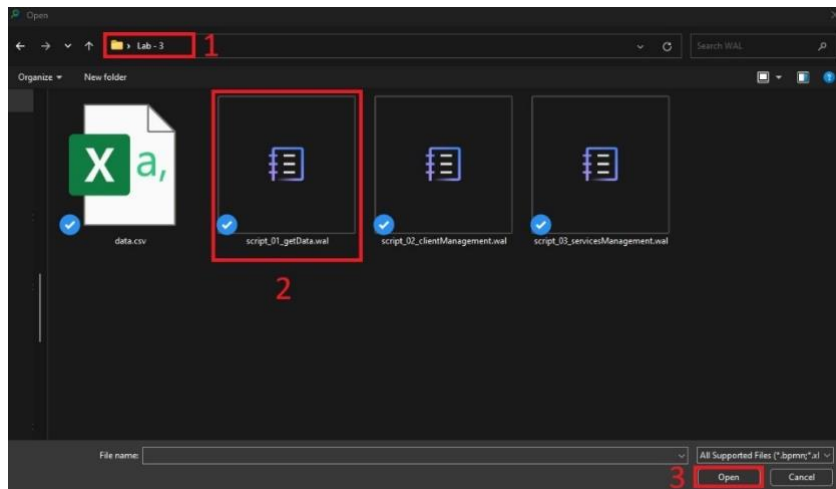 Open
Lab - 3
1
Search WAL
Organize
New folder
a,
X
data.csv
script_01_getData.wal
script_02_clientManagement.wal
script_03_servicesManagement.wal
2
File name:
All Supported Files (*.bpmn;*.xl
3
Open
Cancel